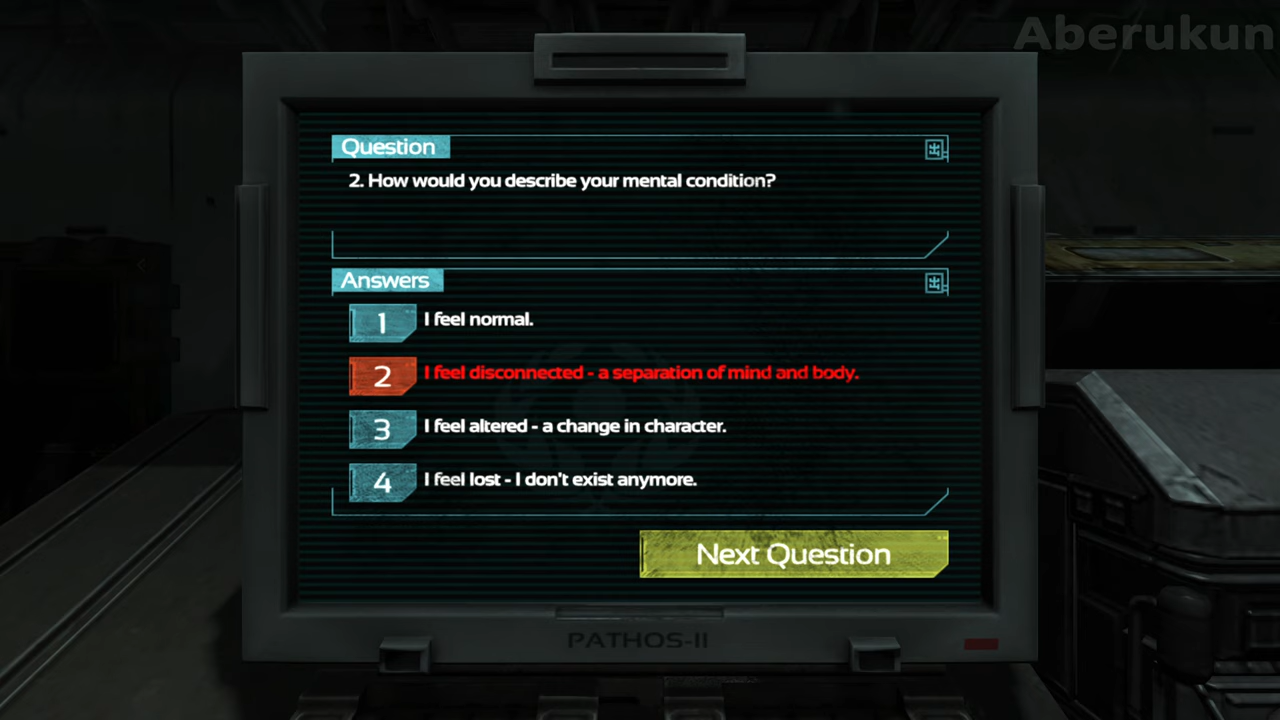 Aberukun
Question
2. How would you describe your mental condition?
Answers
1 I feel normal.
2 I feel disconnected - a separation of mind and body.
3 I feel altered - a change in character.
4 I feel lost - I don't exist anymore.
Next Question
PATHOS-II